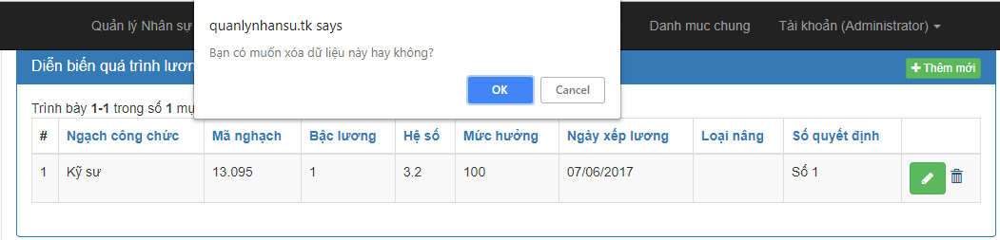 Quản lý Nhân sự
Danh mục chung
Tài khoản (Administrator)
quanlynhansu.tk says
Bạn có muốn xóa dữ liệu này hay không?
OK
Cancel
Diễn biến quá trình lươn
Thêm mới
Trình bày 1-1 trong số 1 mụ
# Ngạch công chức Mã nghạch Bậc lương Hệ số Mức hưởng Ngày xếp lương Loại nâng Số quyết định
1 Kỹ sư 13.095 1 3.2 100 07/06/2017 Số 1